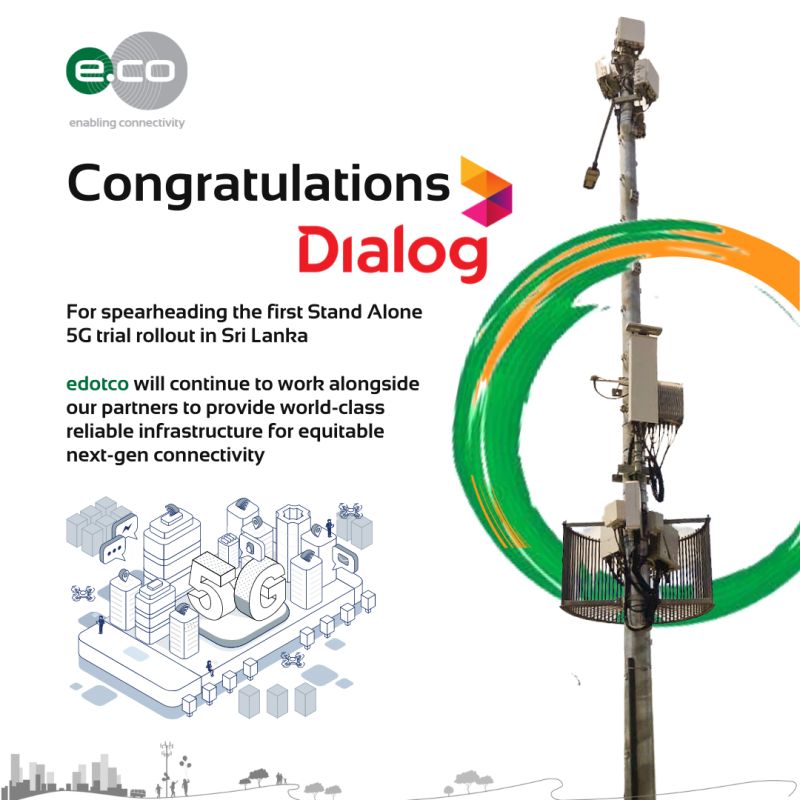 e.co
enabling connectivity
Congratulations
Dialog
For spearheading the first Stand Alone
5G trial rollout in Sri Lanka
edotco will continue to work alongside
our partners to provide world-class
reliable infrastructure for equitable
next-gen connectivity
5G